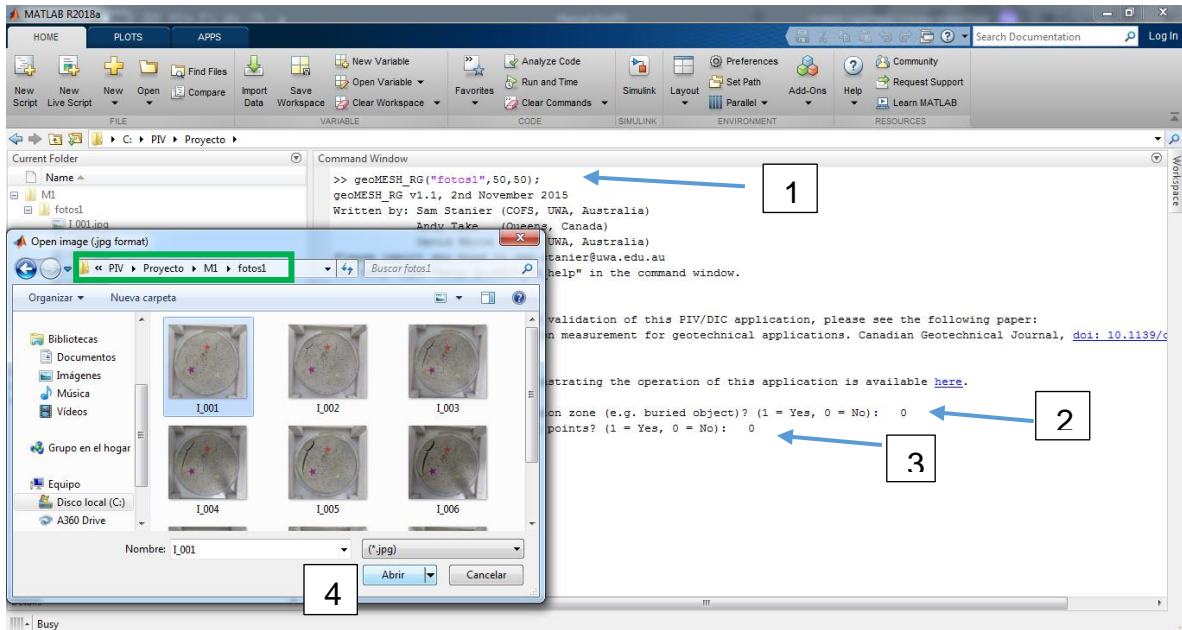 MATLAB R2018a
HOME PLOTS APPS
Search Documentation
Log In
New Script
New Live Script
New
Open
Find Files
Compare
Import Data
Save Workspace
New Variable
Open Variable
Clear Workspace
Favorites
Analyze Code
Run and Time
Clear Commands
Simulink
Layout
Preferences
Set Path
Parallel
Add-Ons
Help
Community
Request Support
Learn MATLAB
FILE VARIABLE CODE SIMULINK ENVIRONMENT RESOURCES
C: PIV Proyecto
Current Folder
Name
M1
fotos1
I_001.jpg
Command Window
Workspace
>> geoMESH_RG("fotos1",50,50);
geoMESH_RG v1.1, 2nd November 2015
Written by: Sam Stanier (COFS, UWA, Australia)
Andy Take (Queens, Canada)
UWA, Australia)
stanier@uwa.edu.au
help" in the command window.
validation of this PIV/DIC application, please see the following paper:
measurement for geotechnical applications. Canadian Geotechnical Journal, doi: 10.1139/
strating the operation of this application is available here.
on zone (e.g. buried object)? (1 = Yes, 0 = No): 0
points? (1 = Yes, 0 = No): 0
1
2
3
4
Open image (.jpg format)
« PIV Proyecto M1 fotos1
Buscar fotos1
Organizar Nueva carpeta
Bibliotecas
Documentos
Imágenes
Música
Vídeos
Grupo en el hogar
Equipo
Disco local (C:)
A360 Drive
I_001 I_002 I_003
I_004 I_005 I_006
Nombre: I_001
(*.jpg)
Abrir Cancelar
Busy